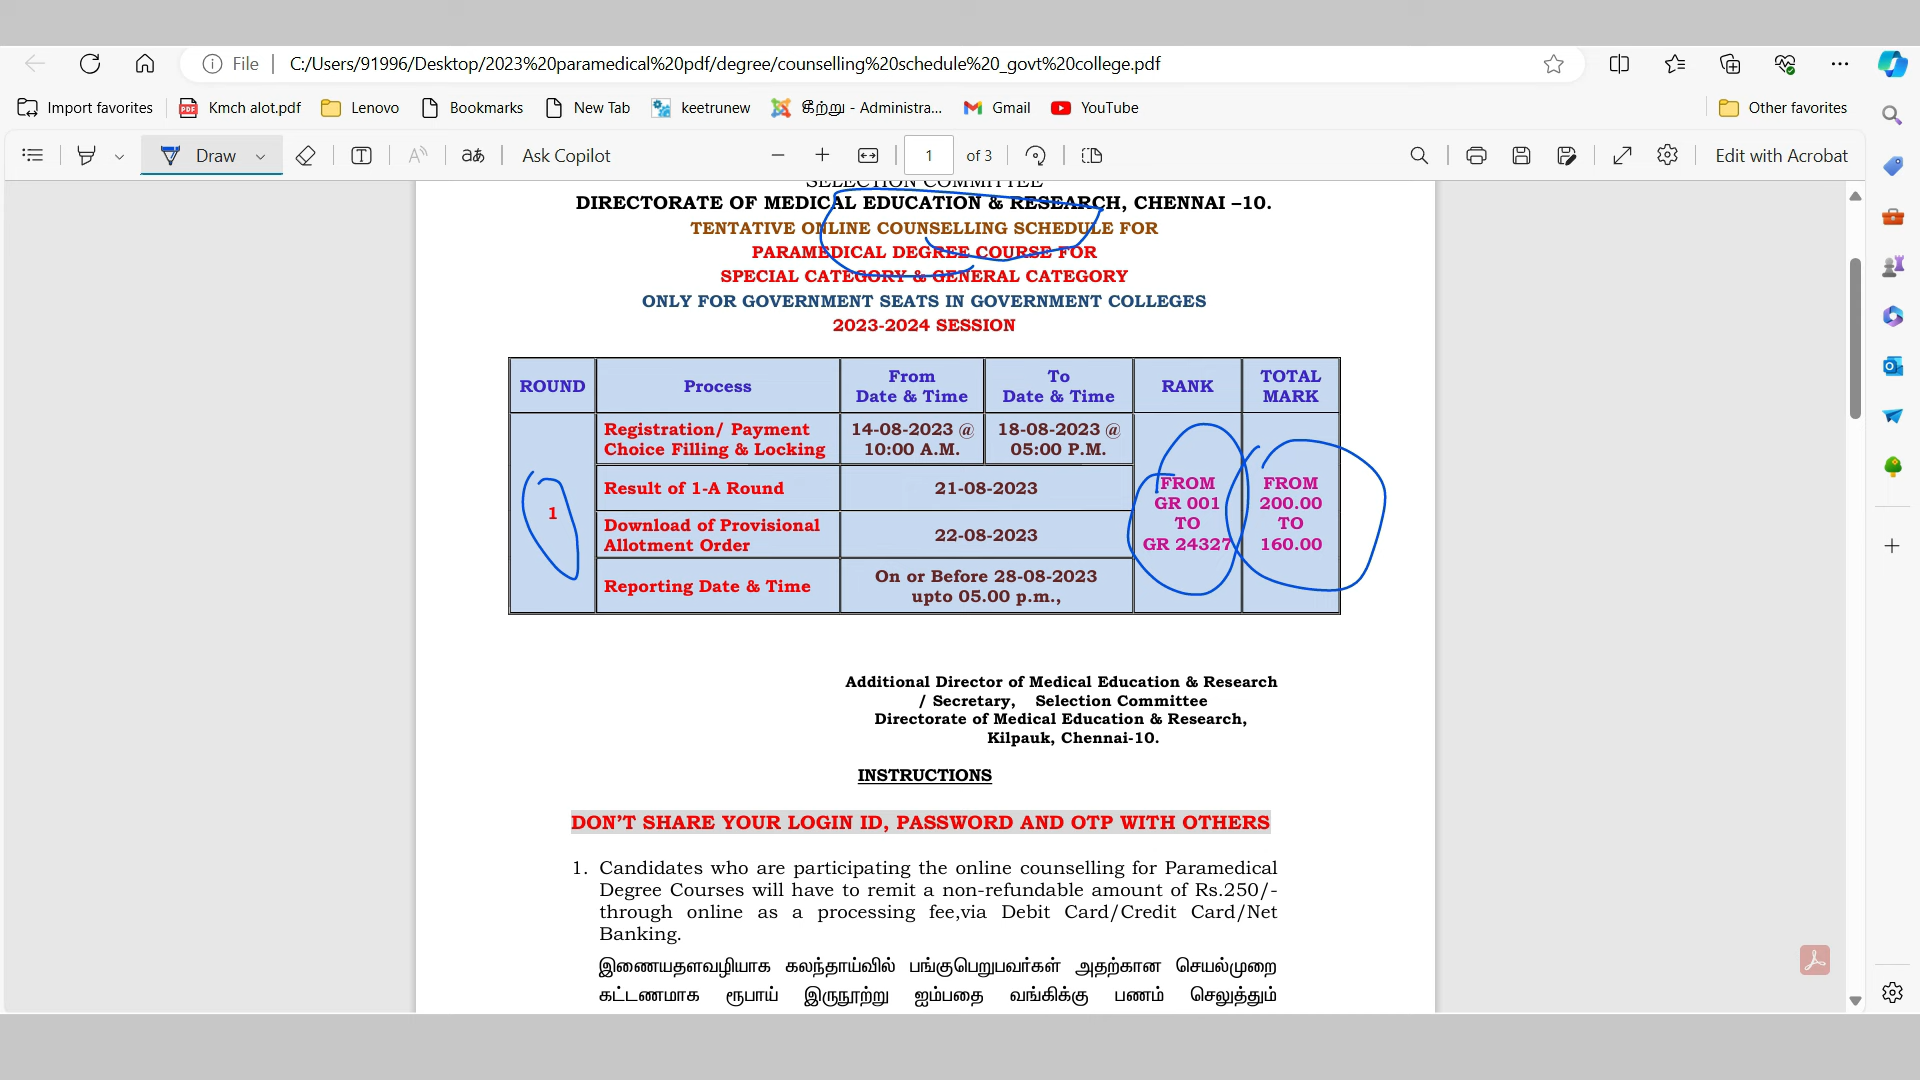 File
C:/Users/91996/Desktop/2023%20paramedical%20pdf/degree/counselling%20schedule%20_govt%20college.pdf
Import favorites
Kmch alot.pdf
Lenovo
Bookmarks
New Tab
keetrunew
கீற்று - Administra...
Gmail
YouTube
Other favorites
Draw
aあ
Ask Copilot
1 of 3
Edit with Acrobat
SELECTION COMMITTEE
DIRECTORATE OF MEDICAL EDUCATION & RESEARCH, CHENNAI –10.
TENTATIVE ONLINE COUNSELLING SCHEDULE FOR
PARAMEDICAL DEGREE COURSE FOR
SPECIAL CATEGORY & GENERAL CATEGORY
ONLY FOR GOVERNMENT SEATS IN GOVERNMENT COLLEGES
2023-2024 SESSION
ROUND
Process
From
Date & Time
To
Date & Time
RANK
TOTAL
MARK
1
Registration/ Payment
Choice Filling & Locking
14-08-2023 @
10:00 A.M.
18-08-2023 @
05:00 P.M.
Result of 1-A Round
21-08-2023
Download of Provisional
Allotment Order
22-08-2023
Reporting Date & Time
On or Before 28-08-2023
upto 05.00 p.m.,
FROM
GR 001
TO
GR 24327
FROM
200.00
TO
160.00
Additional Director of Medical Education & Research
/ Secretary, Selection Committee
Directorate of Medical Education & Research,
Kilpauk, Chennai-10.
INSTRUCTIONS
DON’T SHARE YOUR LOGIN ID, PASSWORD AND OTP WITH OTHERS
1. Candidates who are participating the online counselling for Paramedical
Degree Courses will have to remit a non-refundable amount of Rs.250/-
through online as a processing fee,via Debit Card/Credit Card/Net
Banking.
இணையதளவழியாக கலந்தாய்வில் பங்குபெறுபவர்கள் அதற்கான செயல்முறை
கட்டணமாக ரூபாய் இருநூற்று ஐம்பதை வங்கிக்கு பணம் செலுத்தும்